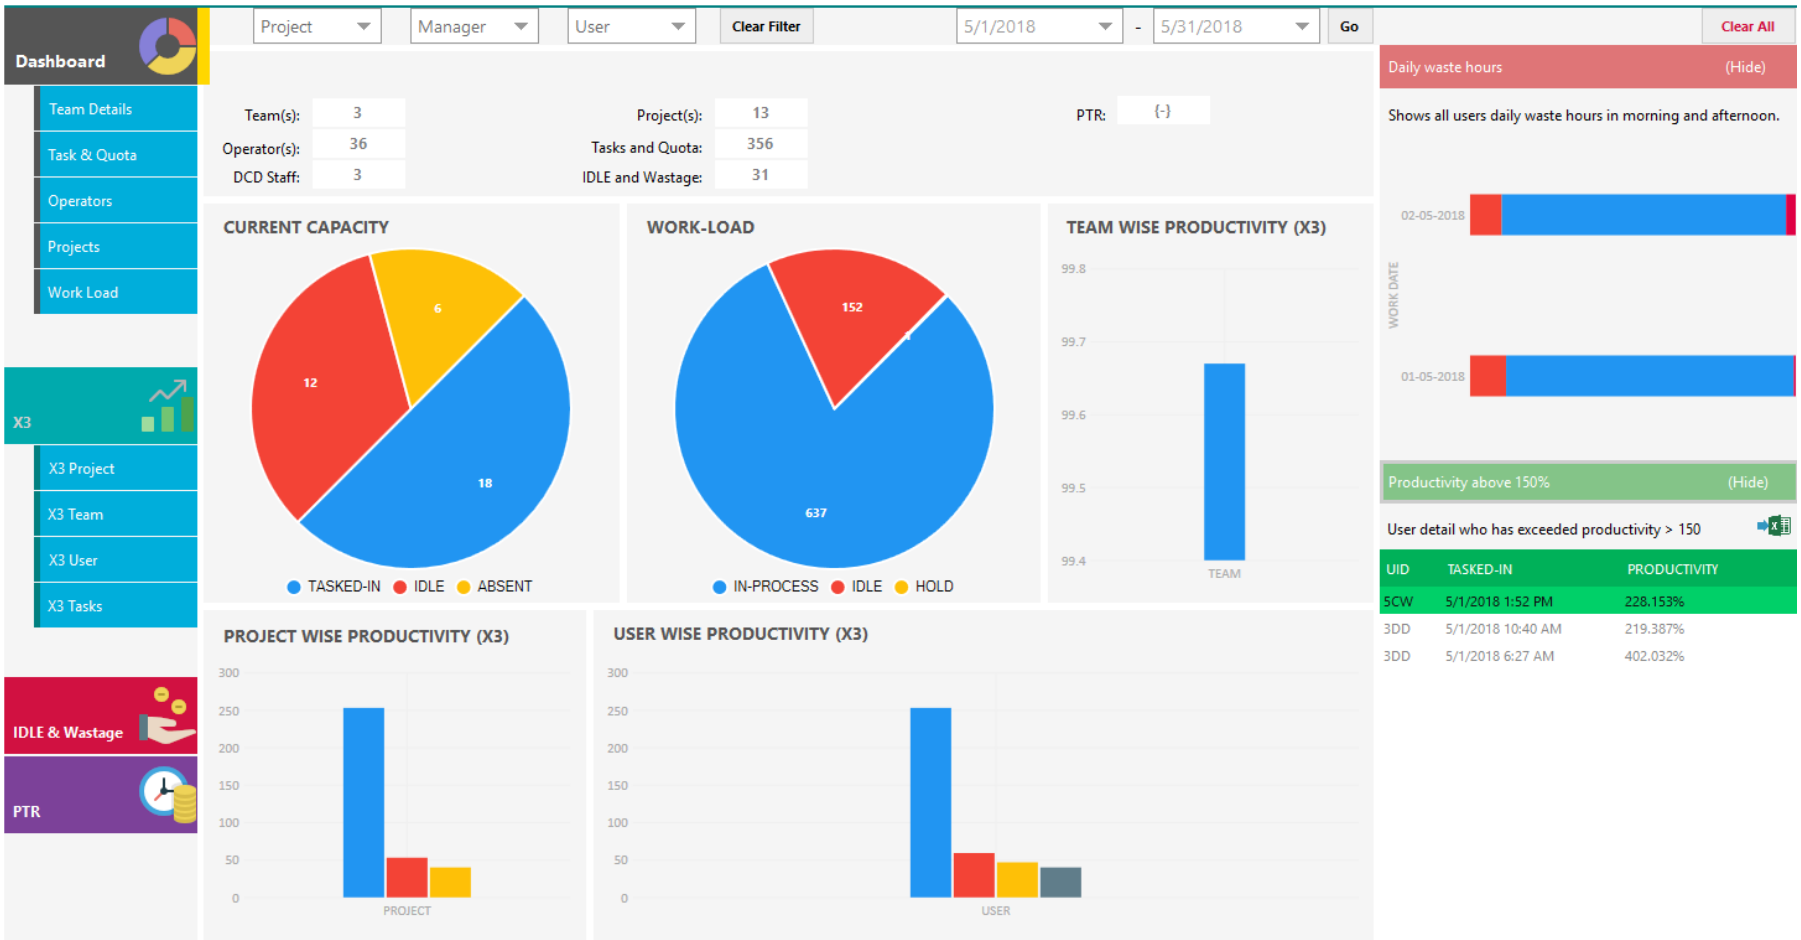 Dashboard
Team Details
Task & Quota
Operators
Projects
Work Load
X3
X3 Project
X3 Team
X3 User
X3 Tasks
IDLE & Wastage
PTR
Project Manager User Clear Filter 5/1/2018 - 5/31/2018 Go Clear All
Team(s): 3 Project(s): 13 PTR: {-}
Operator(s): 36 Tasks and Quota: 356
DCD Staff: 3 IDLE and Wastage: 31
CURRENT CAPACITY
6
12
18
TASKED-IN IDLE ABSENT
WORK-LOAD
152
1
637
IN-PROCESS IDLE HOLD
TEAM WISE PRODUCTIVITY (X3)
99.8
99.7
99.6
99.5
99.4
TEAM
PROJECT WISE PRODUCTIVITY (X3)
300
250
200
150
100
50
0
PROJECT
USER WISE PRODUCTIVITY (X3)
300
250
200
150
100
50
0
USER
Daily waste hours (Hide)
Shows all users daily waste hours in morning and afternoon.
02-05-2018
WORK DATE
01-05-2018
Productivity above 150% (Hide)
User detail who has exceeded productivity > 150
UID TASKED-IN PRODUCTIVITY
5CW 5/1/2018 1:52 PM 228.153%
3DD 5/1/2018 10:40 AM 219.387%
3DD 5/1/2018 6:27 AM 402.032%